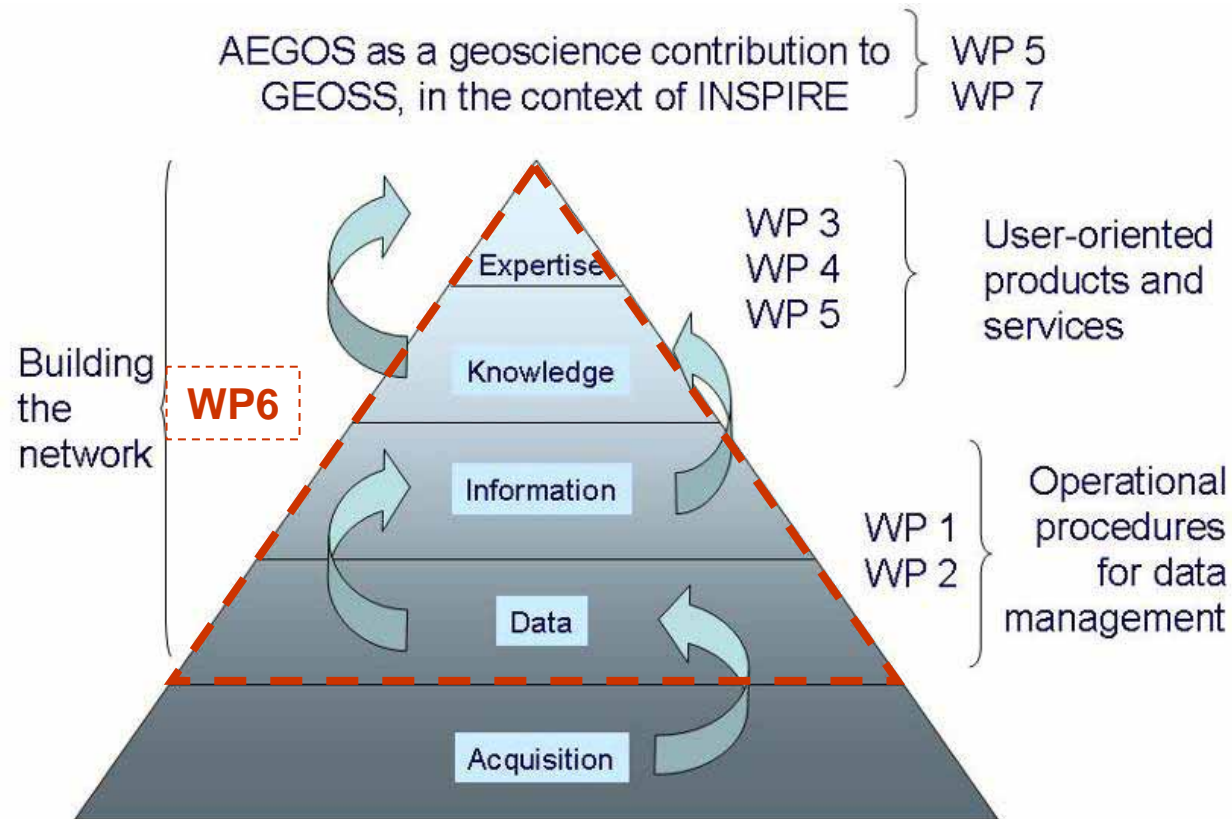 AEGOS as a geoscience contribution to
GEOSS, in the context of INSPIRE
WP 5
WP 7
Building
the
network
WP6
Expertise
Knowledge
Information
Data
Acquisition
WP 3
WP 4
WP 5
User-oriented
products and
services
WP 1
WP 2
Operational
procedures
for data
management